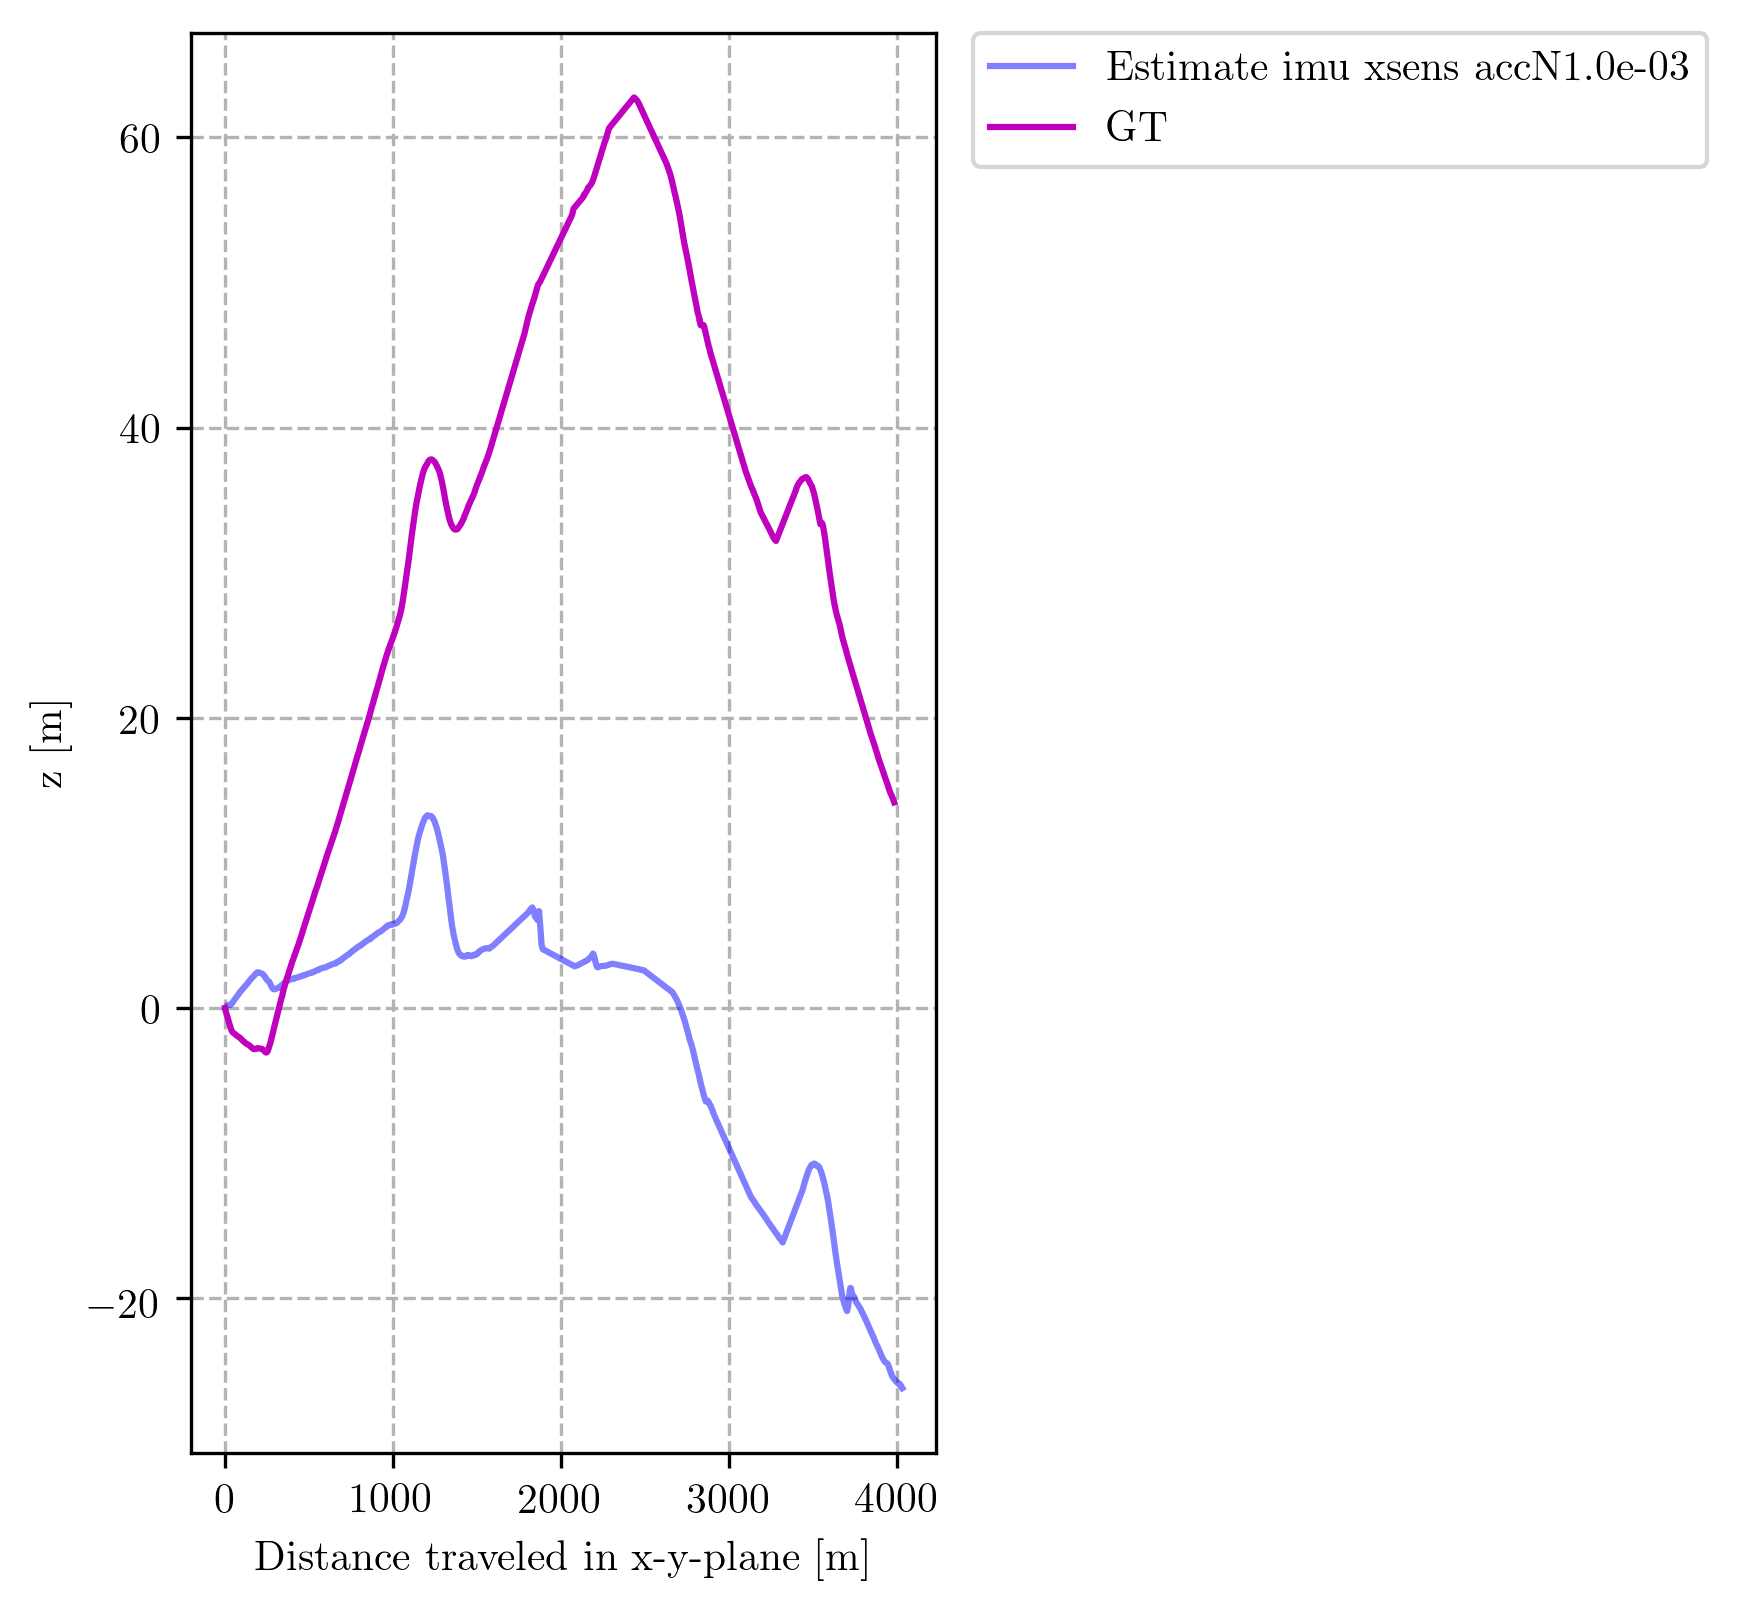 Estimate imu xsens accN1.0e-03
GT
60
40
20
0
−20
z [m]
0 1000 2000 3000 4000
Distance traveled in x-y-plane [m]